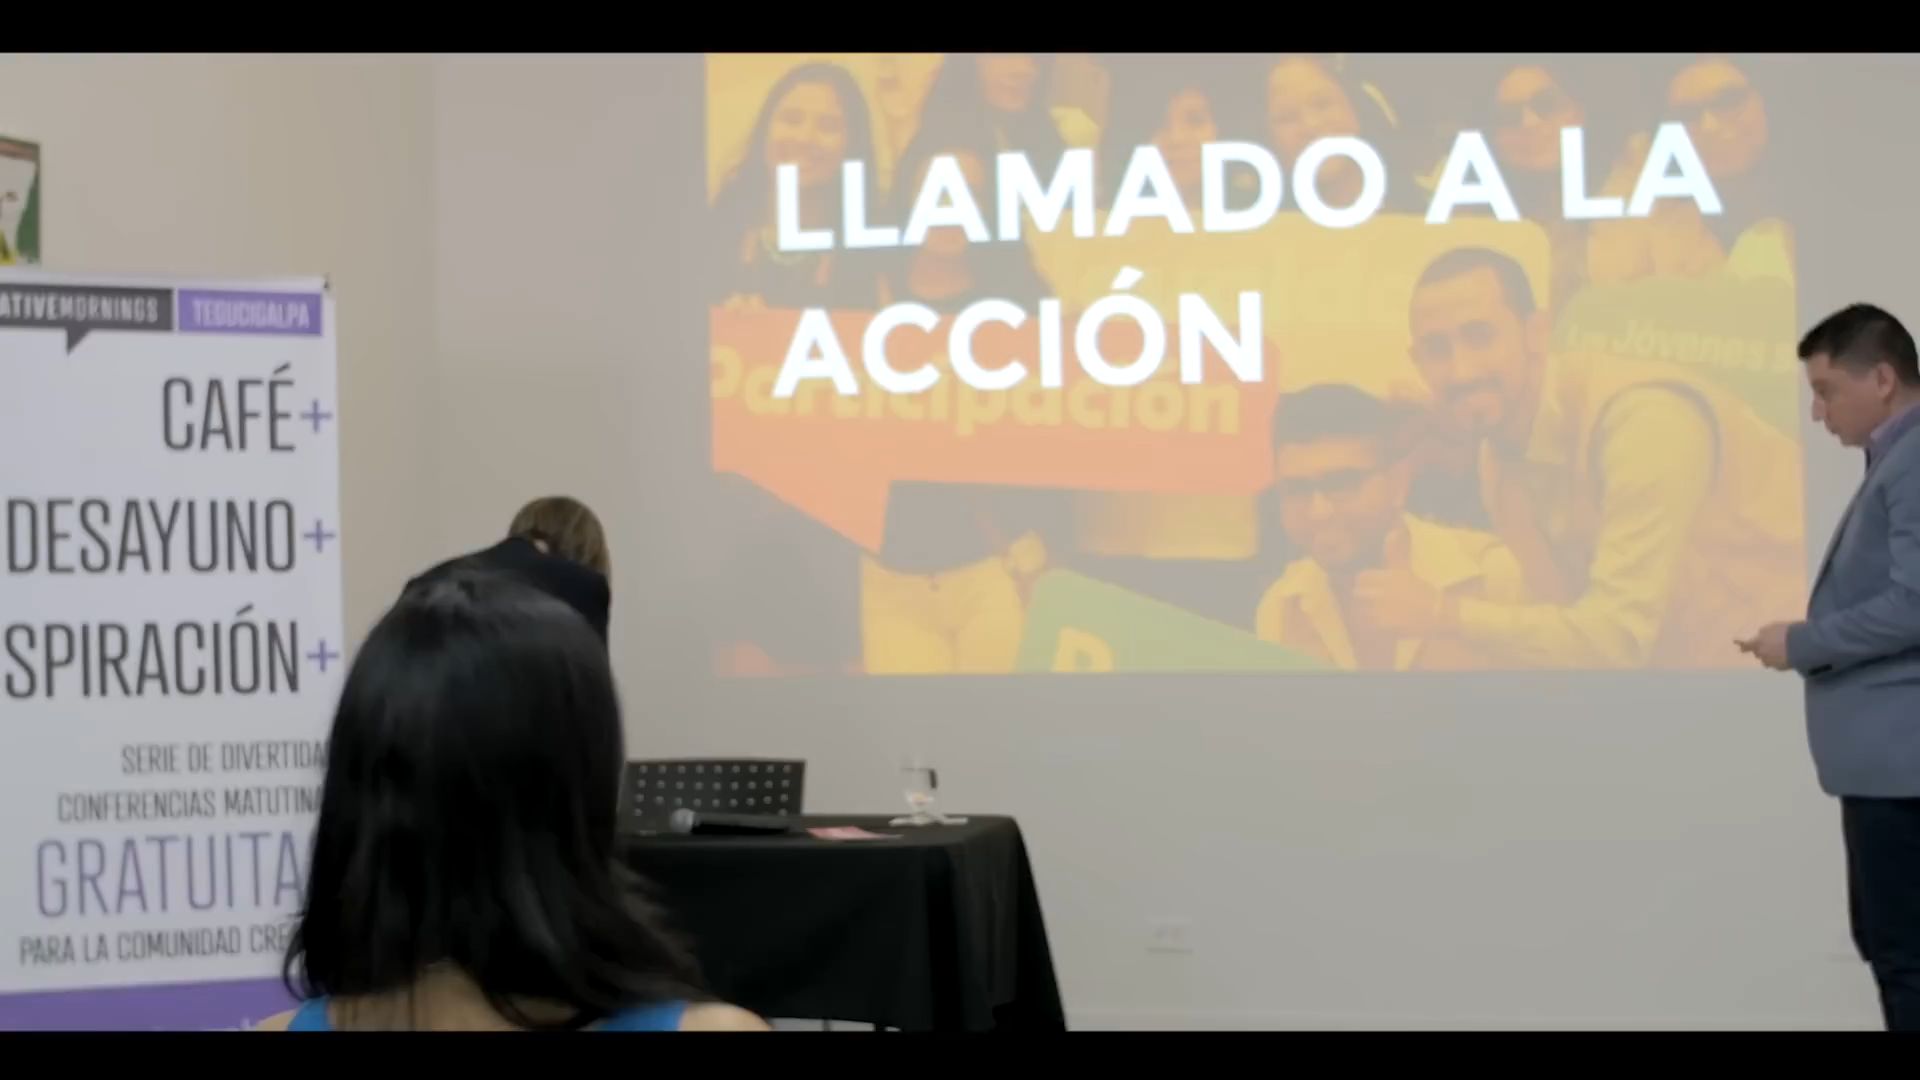 ATIVEMORNINGS TEGUCIGALPA
CAFÉ+
DESAYUNO+
SPIRACIÓN+
SERIE DE DIVERTIDA
CONFERENCIAS MATUTINA
GRATUITA
PARA LA COMUNIDAD CRE
LLAMADO A LA
ACCIÓN
Participación
Los Jóvenes